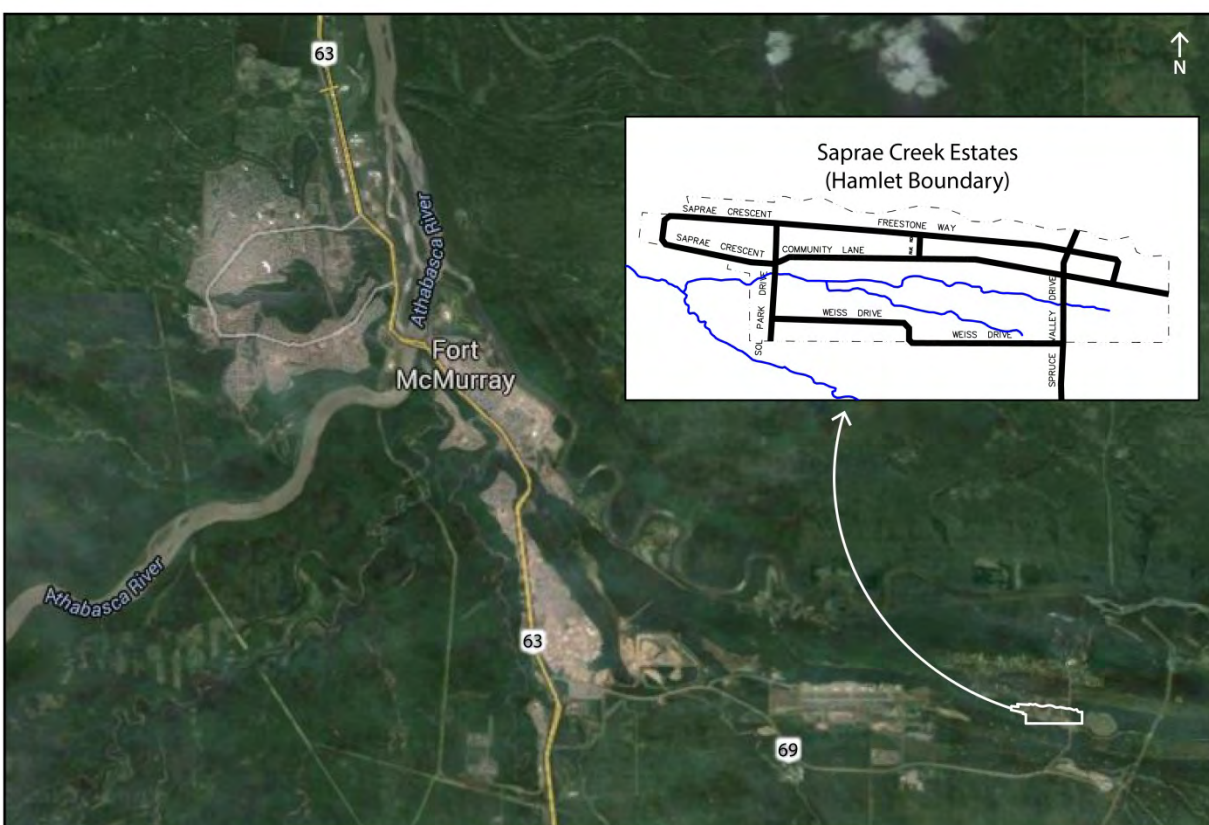 63
N
Saprae Creek Estates
(Hamlet Boundary)
SAPRAE CRESCENT
FREESTONE WAY
SAPRAE CRESCENT
COMMUNITY LANE
SOL PARK DRIVE
WEISS DRIVE
WEISS DRIVE
SPRUCE VALLEY DRIVE
Athabasca River
Fort
McMurray
Athabasca River
63
69